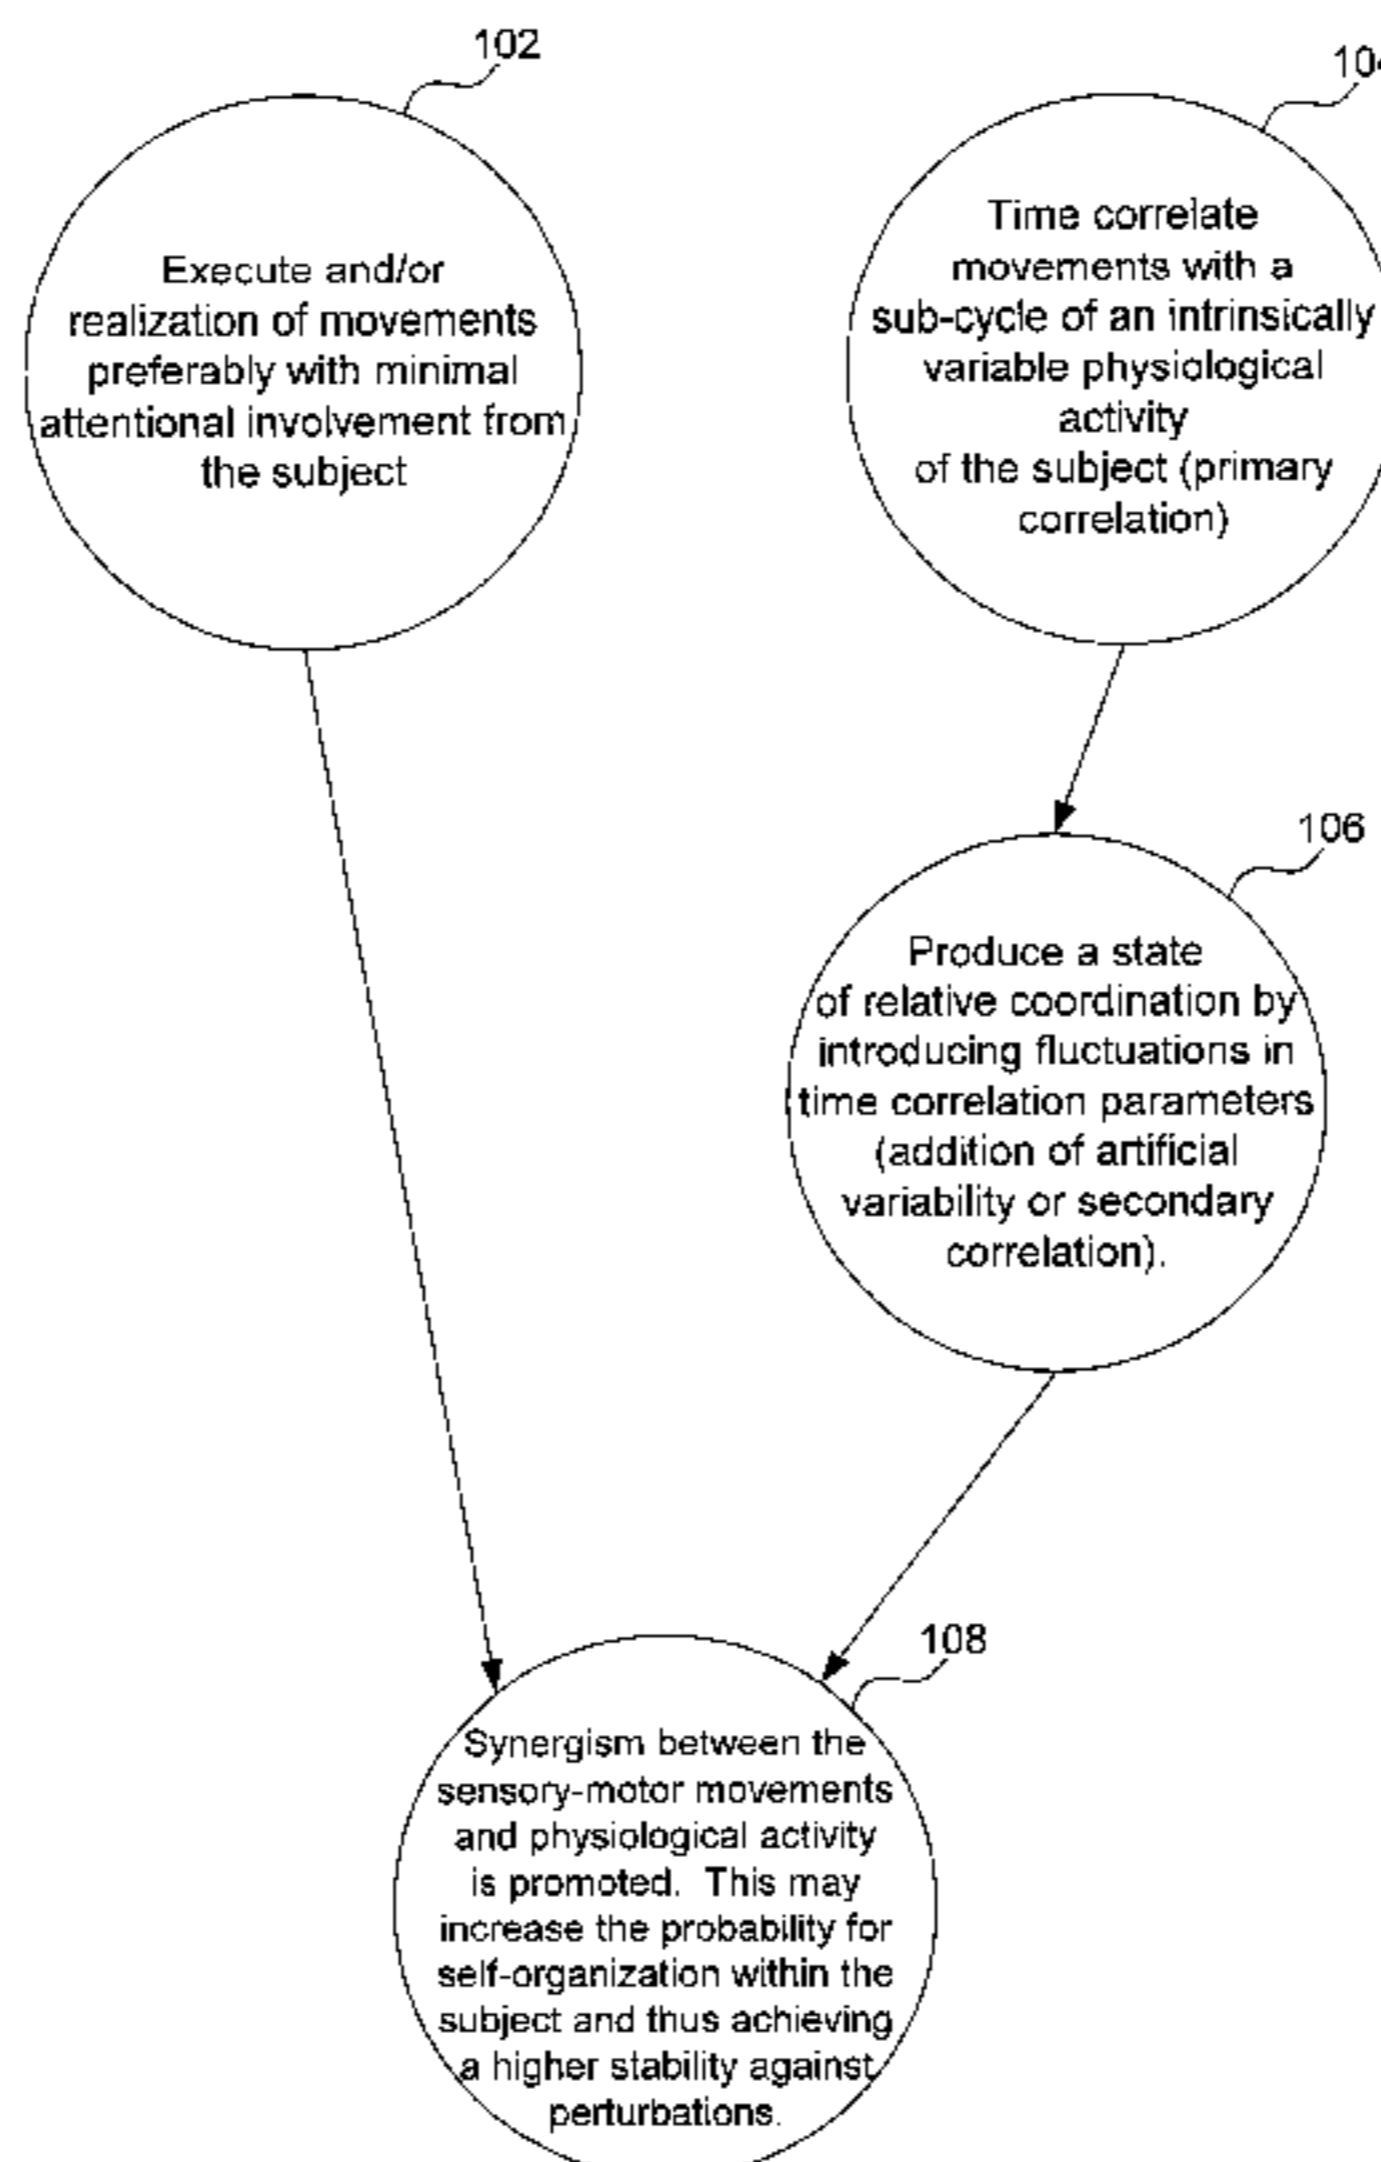 102
Execute and/or
realization of movements
preferably with minimal
attentional involvement from
the subject
Time correlate
movements with a
sub-cycle of an intrinsically
variable physiological
activity
of the subject (primary
correlation)
106
Produce a state
of relative coordination by
introducing fluctuations in
time correlation parameters
(addition of artificial
variability or secondary
correlation).
108
Synergism between the
sensory-motor movements
and physiological activity
is promoted. This may
increase the probability for
self-organization within the
subject and thus achieving
a higher stability against
perturbations.